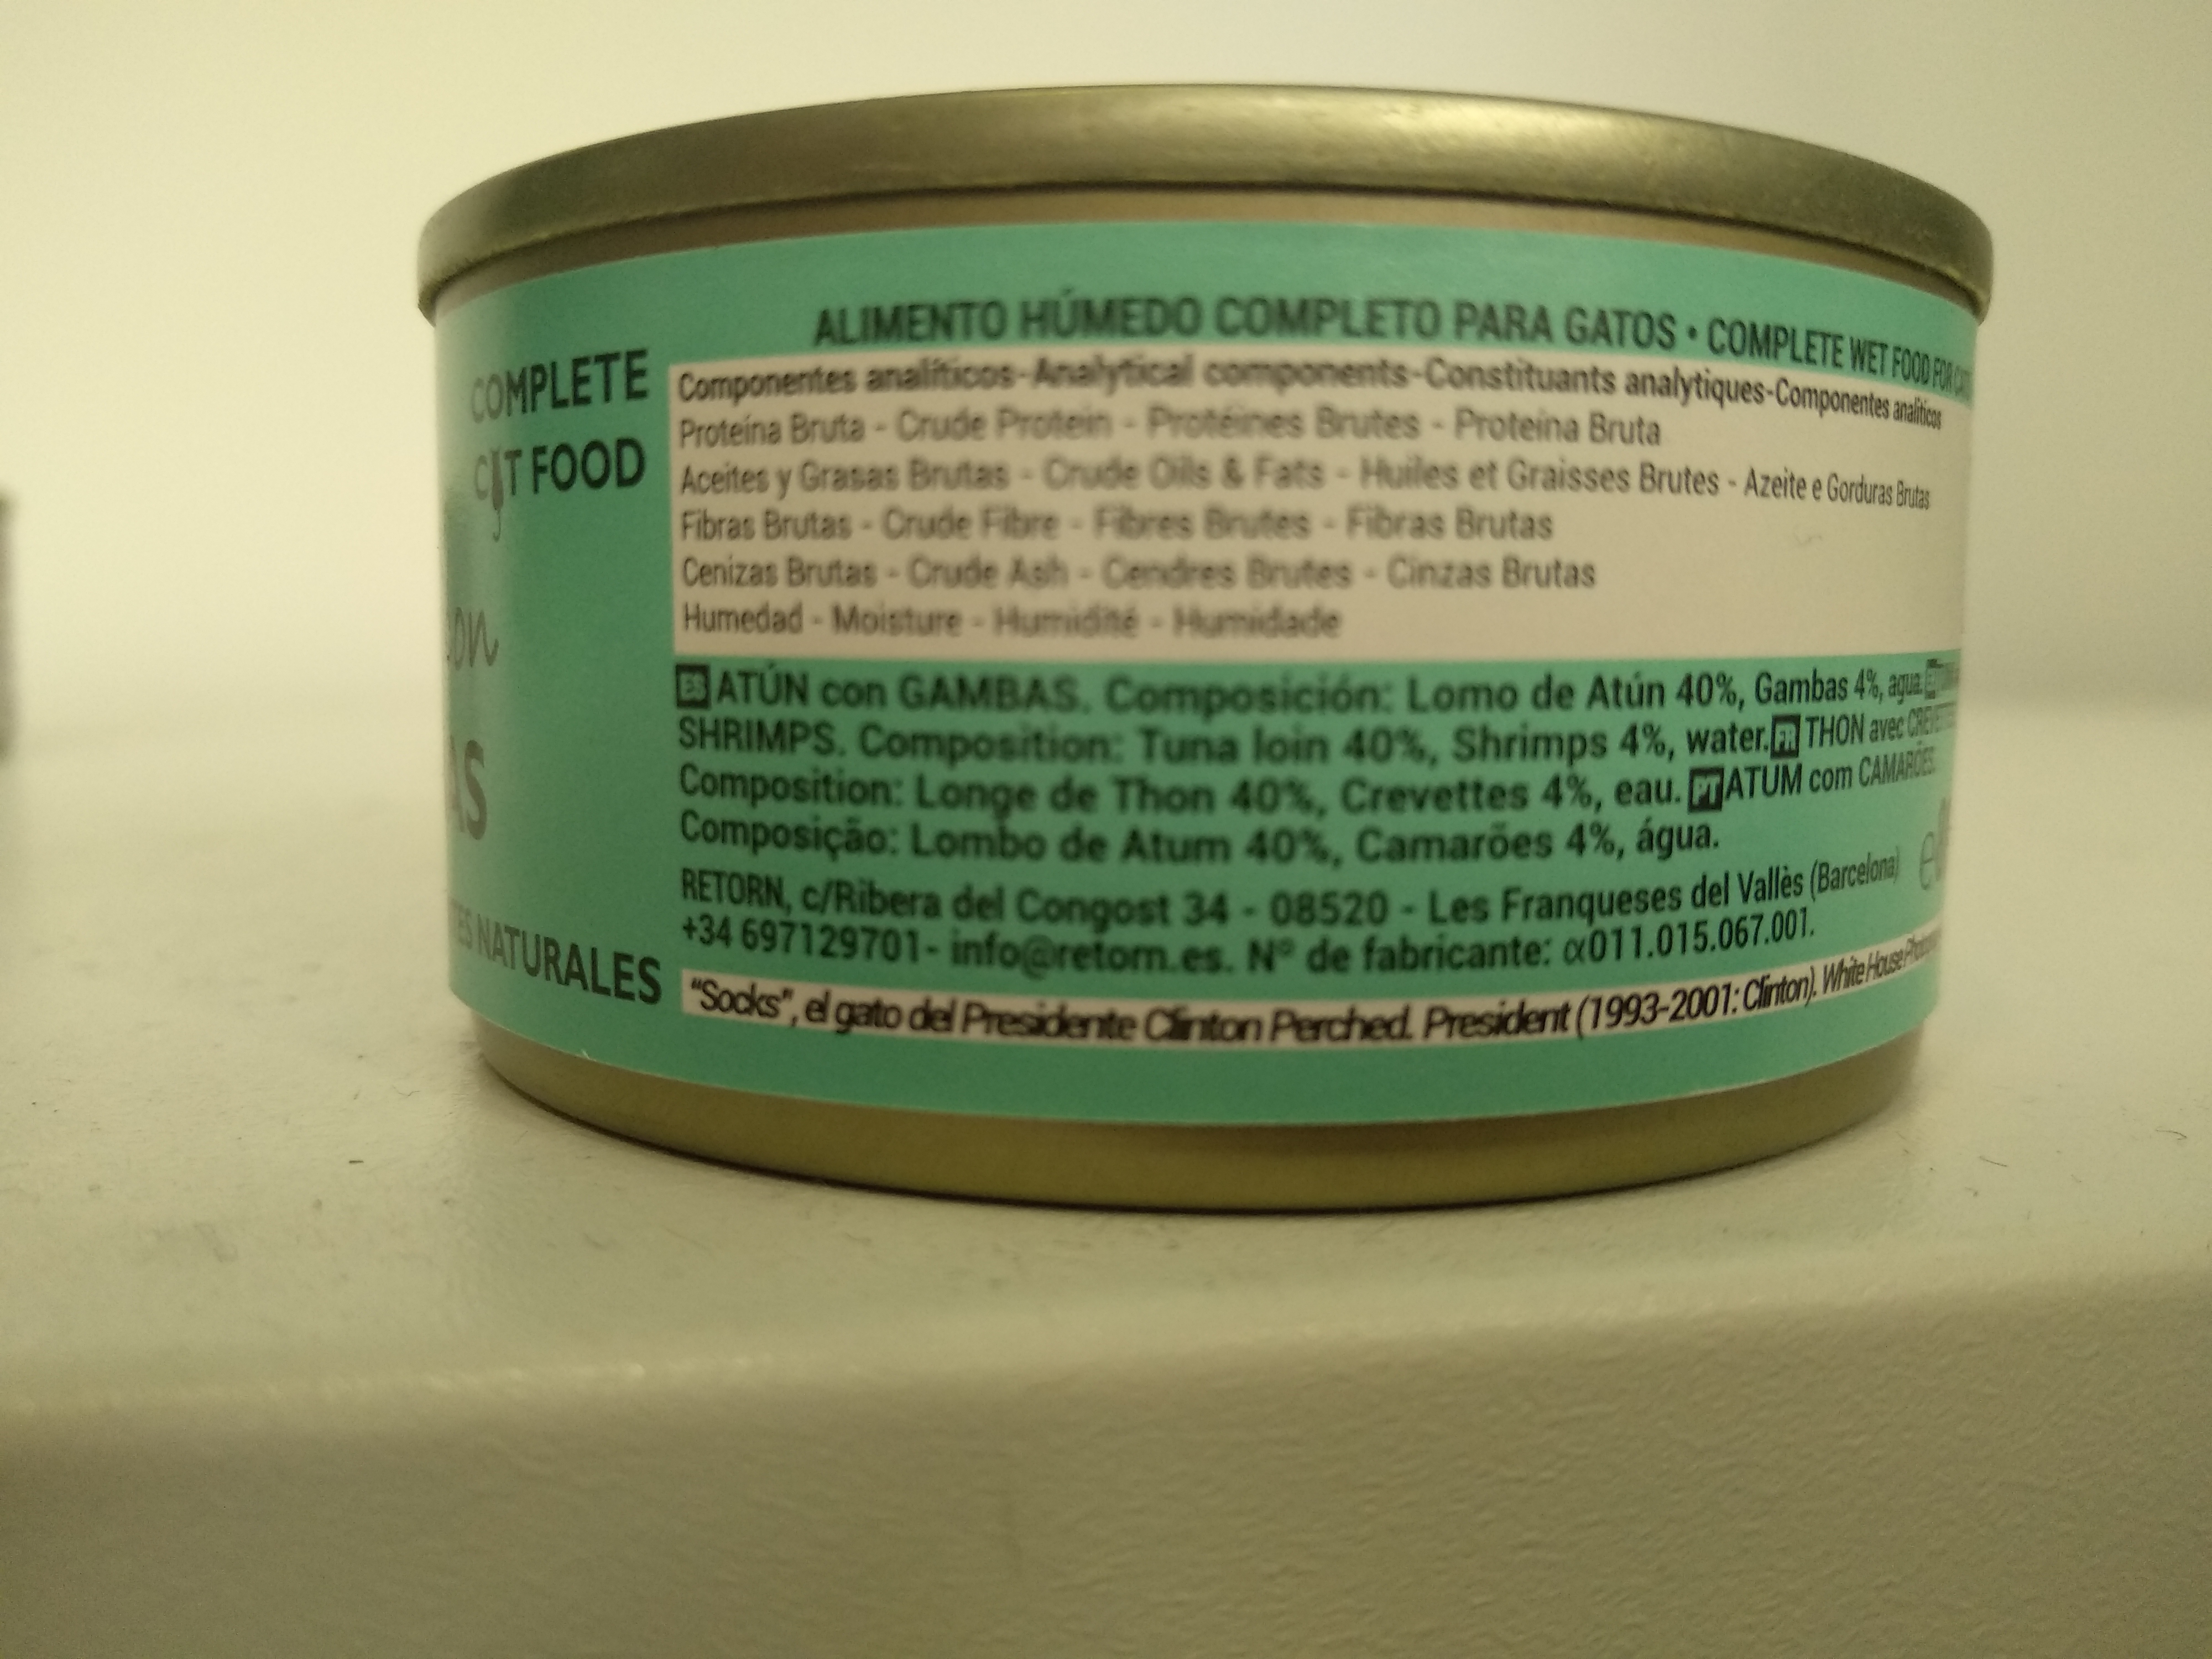 COMPLETE
CAT FOOD
on
AS
TES NATURALES
ALIMENTO HÚMEDO COMPLETO PARA GATOS • COMPLETE WET FOOD FOR
Componentes analíticos-Analytical components-Constituants analytiques-Componentes analíticos
Proteína Bruta - Crude Protein - Protéines Brutes - Proteína Bruta
Aceites y Grasas Brutas - Crude Oils & Fats - Huiles et Graisses Brutes - Azeite e Gorduras Brutas
Fibras Brutas - Crude Fibre - Fibres Brutes - Fibras Brutas
Cenizas Brutas - Crude Ash - Cendres Brutes - Cinzas Brutas
Humedad - Moisture - Humidité - Humidade
ES ATÚN con GAMBAS. Composición: Lomo de Atún 40%, Gambas 4%, agua.
SHRIMPS. Composition: Tuna loin 40%, Shrimps 4%, water. FR THON avec
Composition: Longe de Thon 40%, Crevettes 4%, eau. PT ATUM com CAMARÕES.
Composição: Lombo de Atum 40%, Camarões 4%, água.
RETORN, c/Ribera del Congost 34 - 08520 - Les Franqueses del Vallès (Barcelona)
+34 697129701- info@retorn.es. Nº de fabricante: α011.015.067.001.
"Socks", el gato del Presidente Clinton Perched. President (1993-2001: Clinton). White House